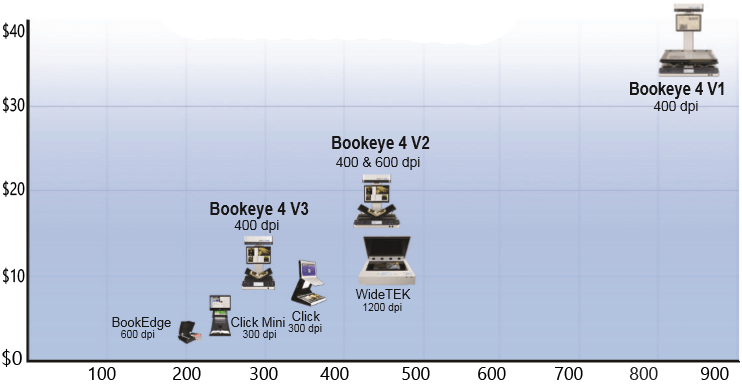 $40
Bookeye 4 V1
400 dpi
$30
Bookeye 4 V2
400 & 600 dpi
$20
Bookeye 4 V3
400 dpi
$10
WideTEK
1200 dpi
BookEdge
600 dpi
Click Mini
300 dpi
Click
300 dpi
$0
100 200 300 400 500 600 700 800 900